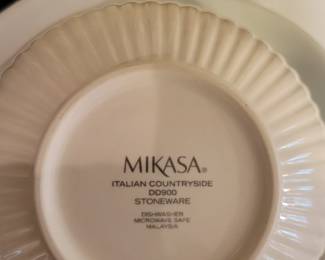 MIKASA®
ITALIAN COUNTRYSIDE
DD900
STONEWARE
DISHWASHER
MICROWAVE SAFE
MALAYSIA